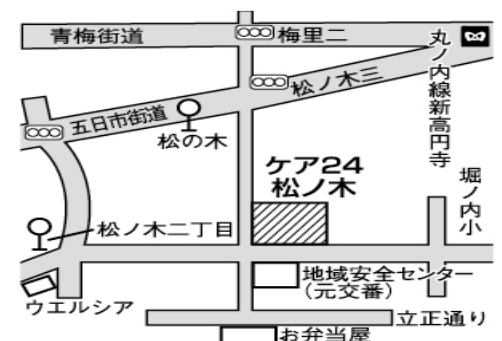 青梅街道
梅里二
丸ノ内線新高円寺
松ノ木三
五日市街道
松の木
ケア24
松ノ木
堀ノ内小
松ノ木二丁目
地域安全センター
(元交番)
ウエルシア
立正通り
お弁当屋